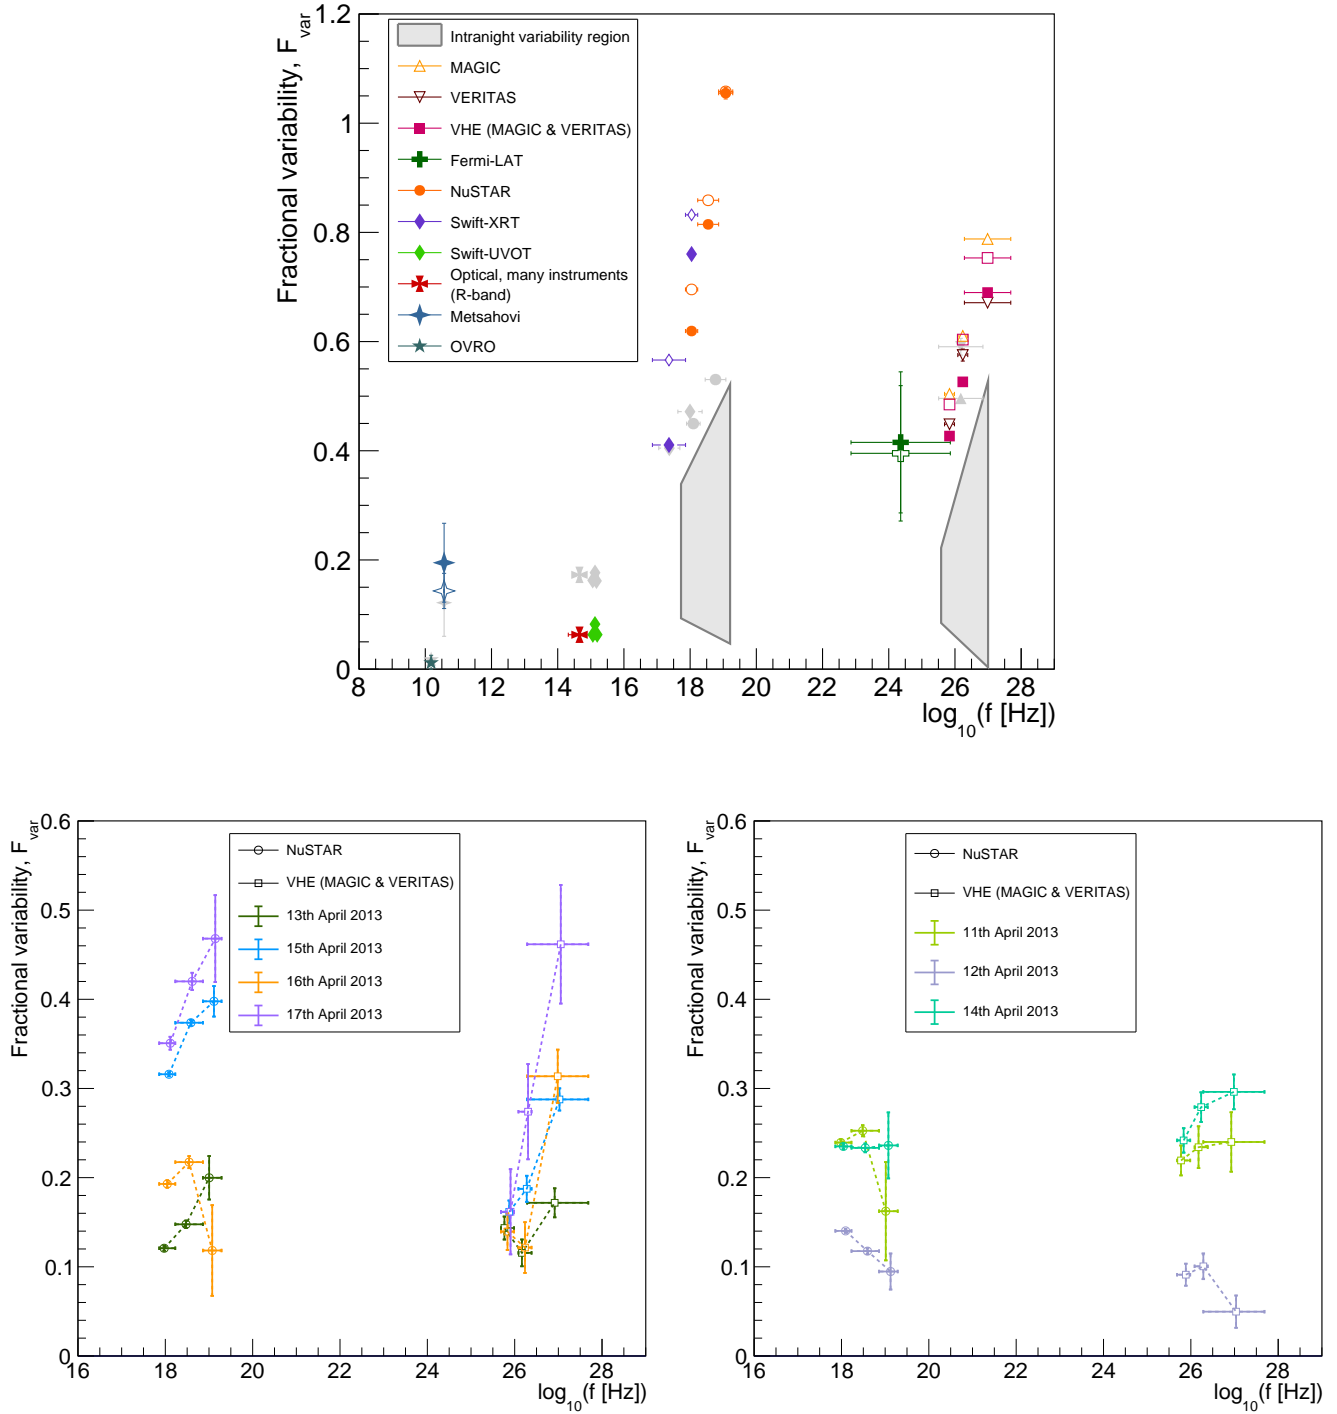 Fractional variability, Fvar
1.2
1
0.8
0.6
0.4
0.2
0
Intranight variability region
MAGIC
VERITAS
VHE (MAGIC & VERITAS)
Fermi-LAT
NuSTAR
Swift-XRT
Swift-UVOT
Optical, many instruments
(R-band)
Metsahovi
OVRO
8 10 12 14 16 18 20 22 24 26 28
log10(f [Hz])
Fractional variability, Fvar
0.6
0.5
0.4
0.3
0.2
0.1
0
NuSTAR
VHE (MAGIC & VERITAS)
13th April 2013
15th April 2013
16th April 2013
17th April 2013
16 18 20 22 24 26 28
log10(f [Hz])
Fractional variability, Fvar
0.6
0.5
0.4
0.3
0.2
0.1
0
NuSTAR
VHE (MAGIC & VERITAS)
11th April 2013
12th April 2013
14th April 2013
16 18 20 22 24 26 28
log10(f [Hz])